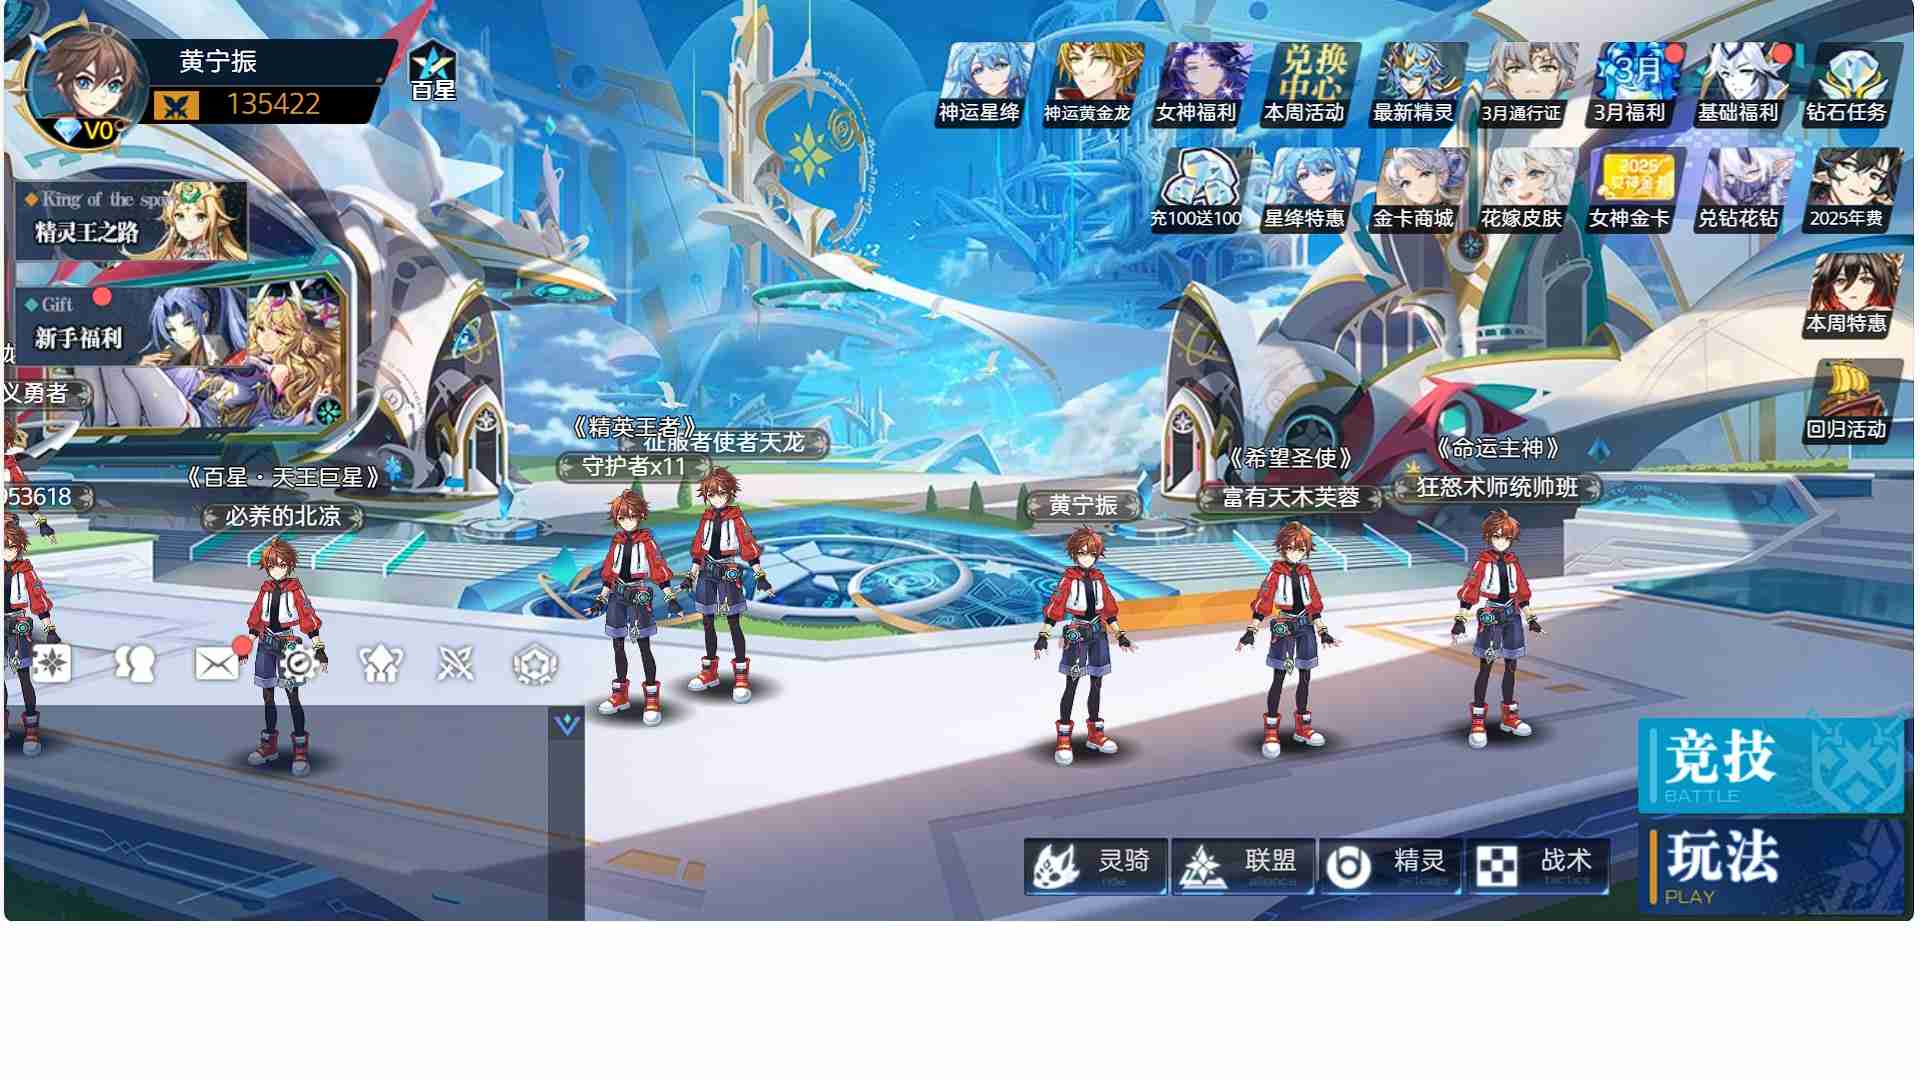 黄宁振
135422
V0
百星
神运星绛
神运黄金龙
女神福利
兑换中心
本周活动
最新精灵
3月通行证
3月
3月福利
基础福利
钻石任务
充100送100
星绛特惠
金卡商城
花嫁皮肤
2025
女神金卡
女神金卡
兑钻花钻
2025年费
本周特惠
回归活动
King of the
精灵王之路
Gift
新手福利
义勇者
053618
《百星·天王巨星》
必养的北凉
《精英王者》
征服者使者天龙
守护者x11
黄宁振
《希望圣使》
富有天木芙蓉
《命运主神》
狂怒术师统帅班
竞技
BATTLE
玩法
PLAY
灵骑
ride
联盟
alliance
精灵
战术
tactics